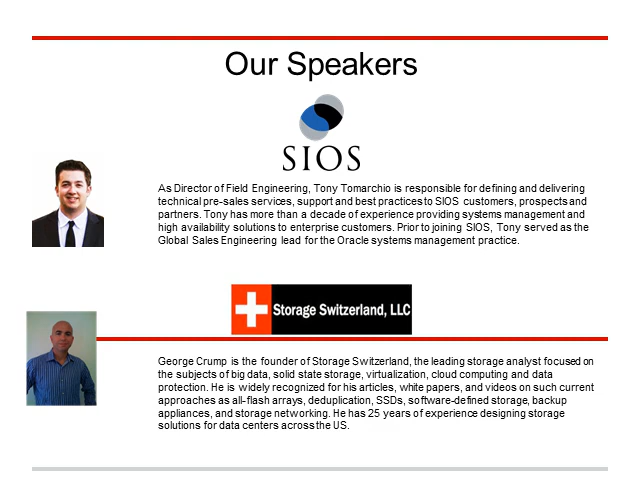 Our Speakers
SIOS
As Director of Field Engineering, Tony Tomarchio is responsible for defining and delivering
technical pre-sales services, support and best practices to SIOS customers, prospects and
partners. Tony has more than a decade of experience providing systems management and
high availability solutions to enterprise customers. Prior to joining SIOS, Tony served as the
Global Sales Engineering lead for the Oracle systems management practice.
Storage Switzerland, LLC
George Crump is the founder of Storage Switzerland, the leading storage analyst focused on
the subjects of big data, solid state storage, virtualization, cloud computing and data
protection. He is widely recognized for his articles, white papers, and videos on such current
approaches as all-flash arrays, deduplication, SSDs, software-defined storage, backup
appliances, and storage networking. He has 25 years of experience designing storage
solutions for data centers across the US.